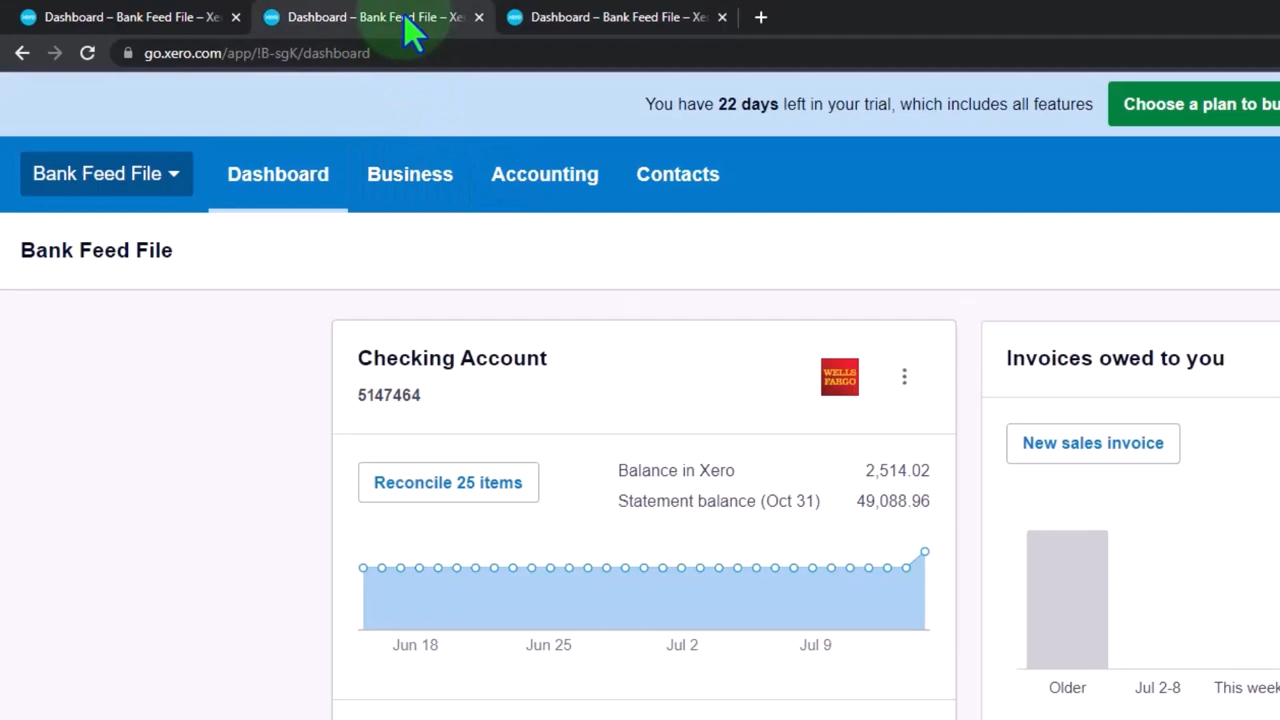 Dashboard – Bank Feed File – Xe
Dashboard – Bank Feed File – Xe
Dashboard – Bank Feed File – Xe
go.xero.com/app/!B-sgK/dashboard
You have 22 days left in your trial, which includes all features
Choose a plan to bu
Bank Feed File
Dashboard
Business
Accounting
Contacts
Bank Feed File
Checking Account
5147464
WELLS
FARGO
Reconcile 25 items
Balance in Xero 2,514.02
Statement balance (Oct 31) 49,088.96
Jun 18 Jun 25 Jul 2 Jul 9
Invoices owed to you
New sales invoice
Older Jul 2-8 This week